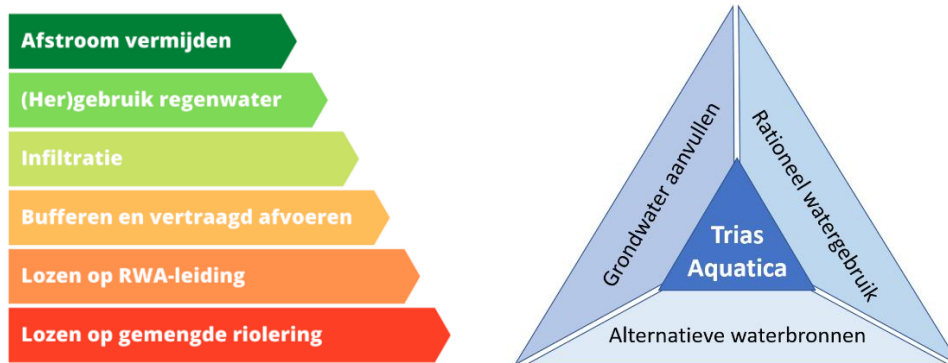 Afstroom vermijden
(Her)gebruik regenwater
Infiltratie
Bufferen en vertraagd afvoeren
Lozen op RWA-leiding
Lozen op gemengde riolering
Grondwater aanvullen
Rationeel watergebruik
Trias
Aquatica
Alternatieve waterbronnen